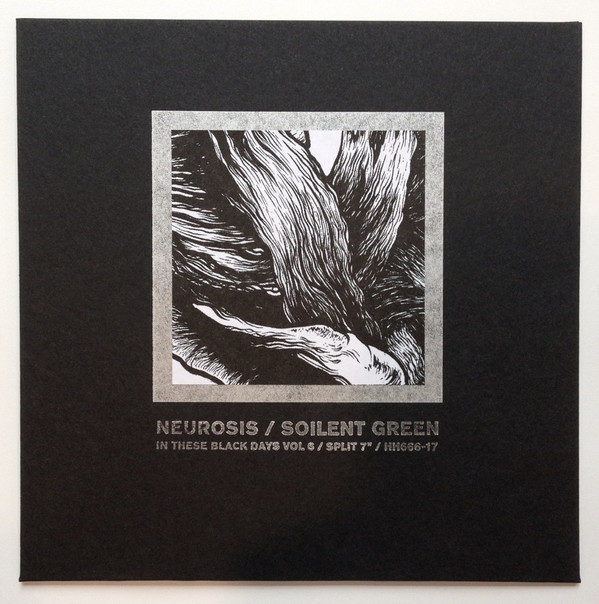 NEUROSIS / SOILENT GREEN
IN THESE BLACK DAYS VOL 6 / SPLIT 7" / HH666-17